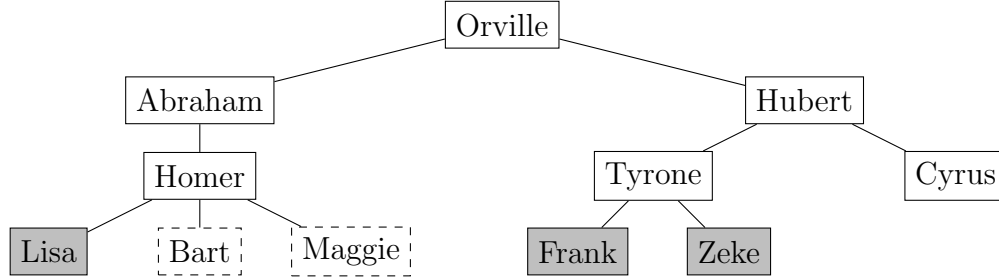 Orville
Abraham Hubert
Homer Tyrone Cyrus
Lisa Bart Maggie Frank Zeke